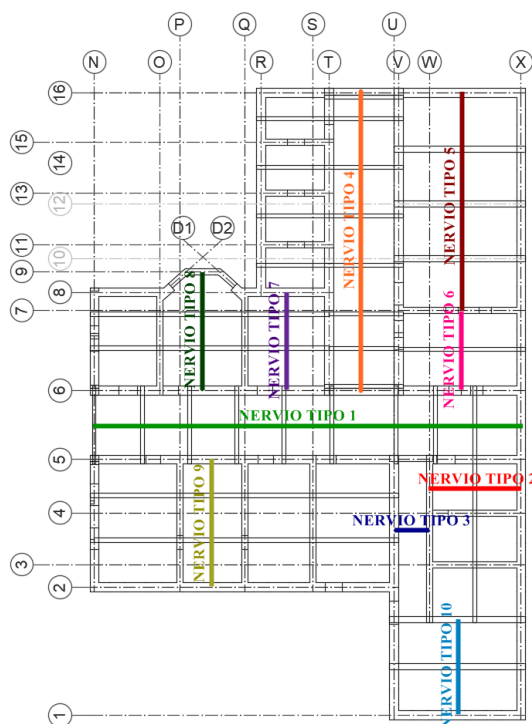 P Q S U
N O R T V W X
16
NERVIO TIPO 4
NERVIO TIPO 5
15
14
13
12
11
D1 D2
10
9
NERVIO TIPO 8
NERVIO TIPO 7
8
NERVIO TIPO 6
7
6
NERVIO TIPO 1
5
NERVIO TIPO 9
NERVIO TIPO 2
4
NERVIO TIPO 3
3
2
NERVIO TIPO 10
1